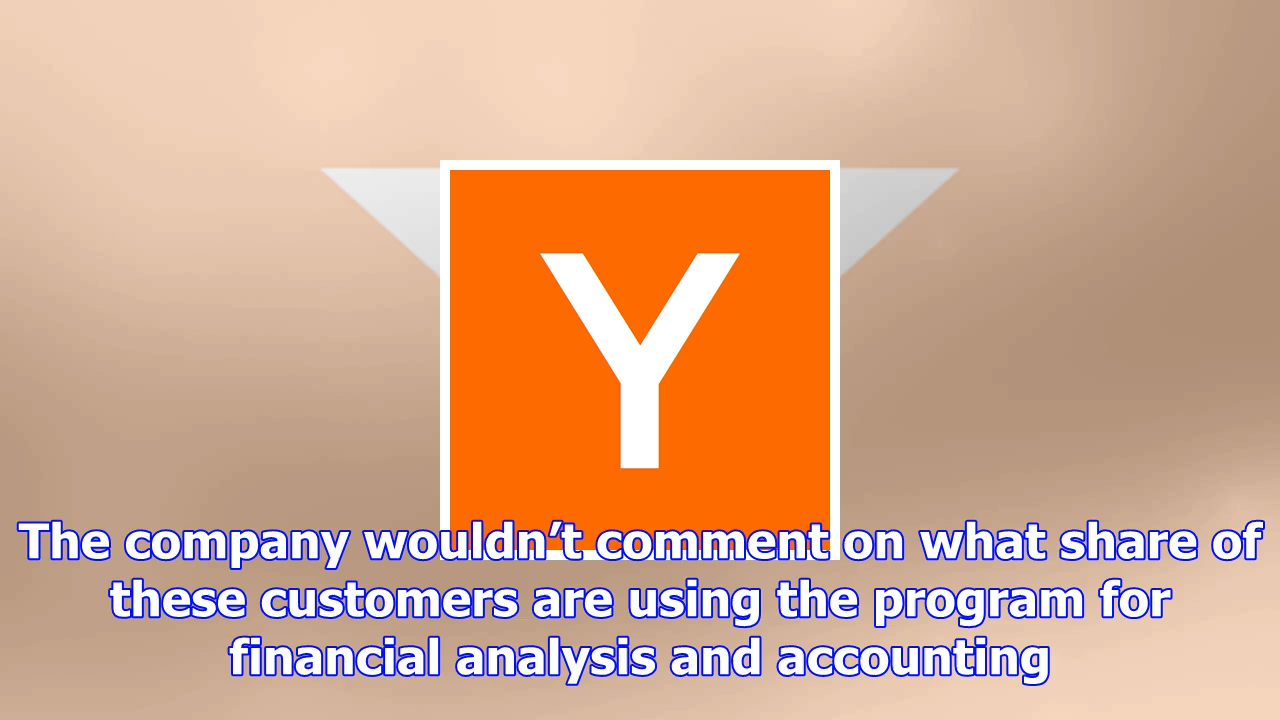 Y
The company wouldn’t comment on what share of
these customers are using the program for
financial analysis and accounting